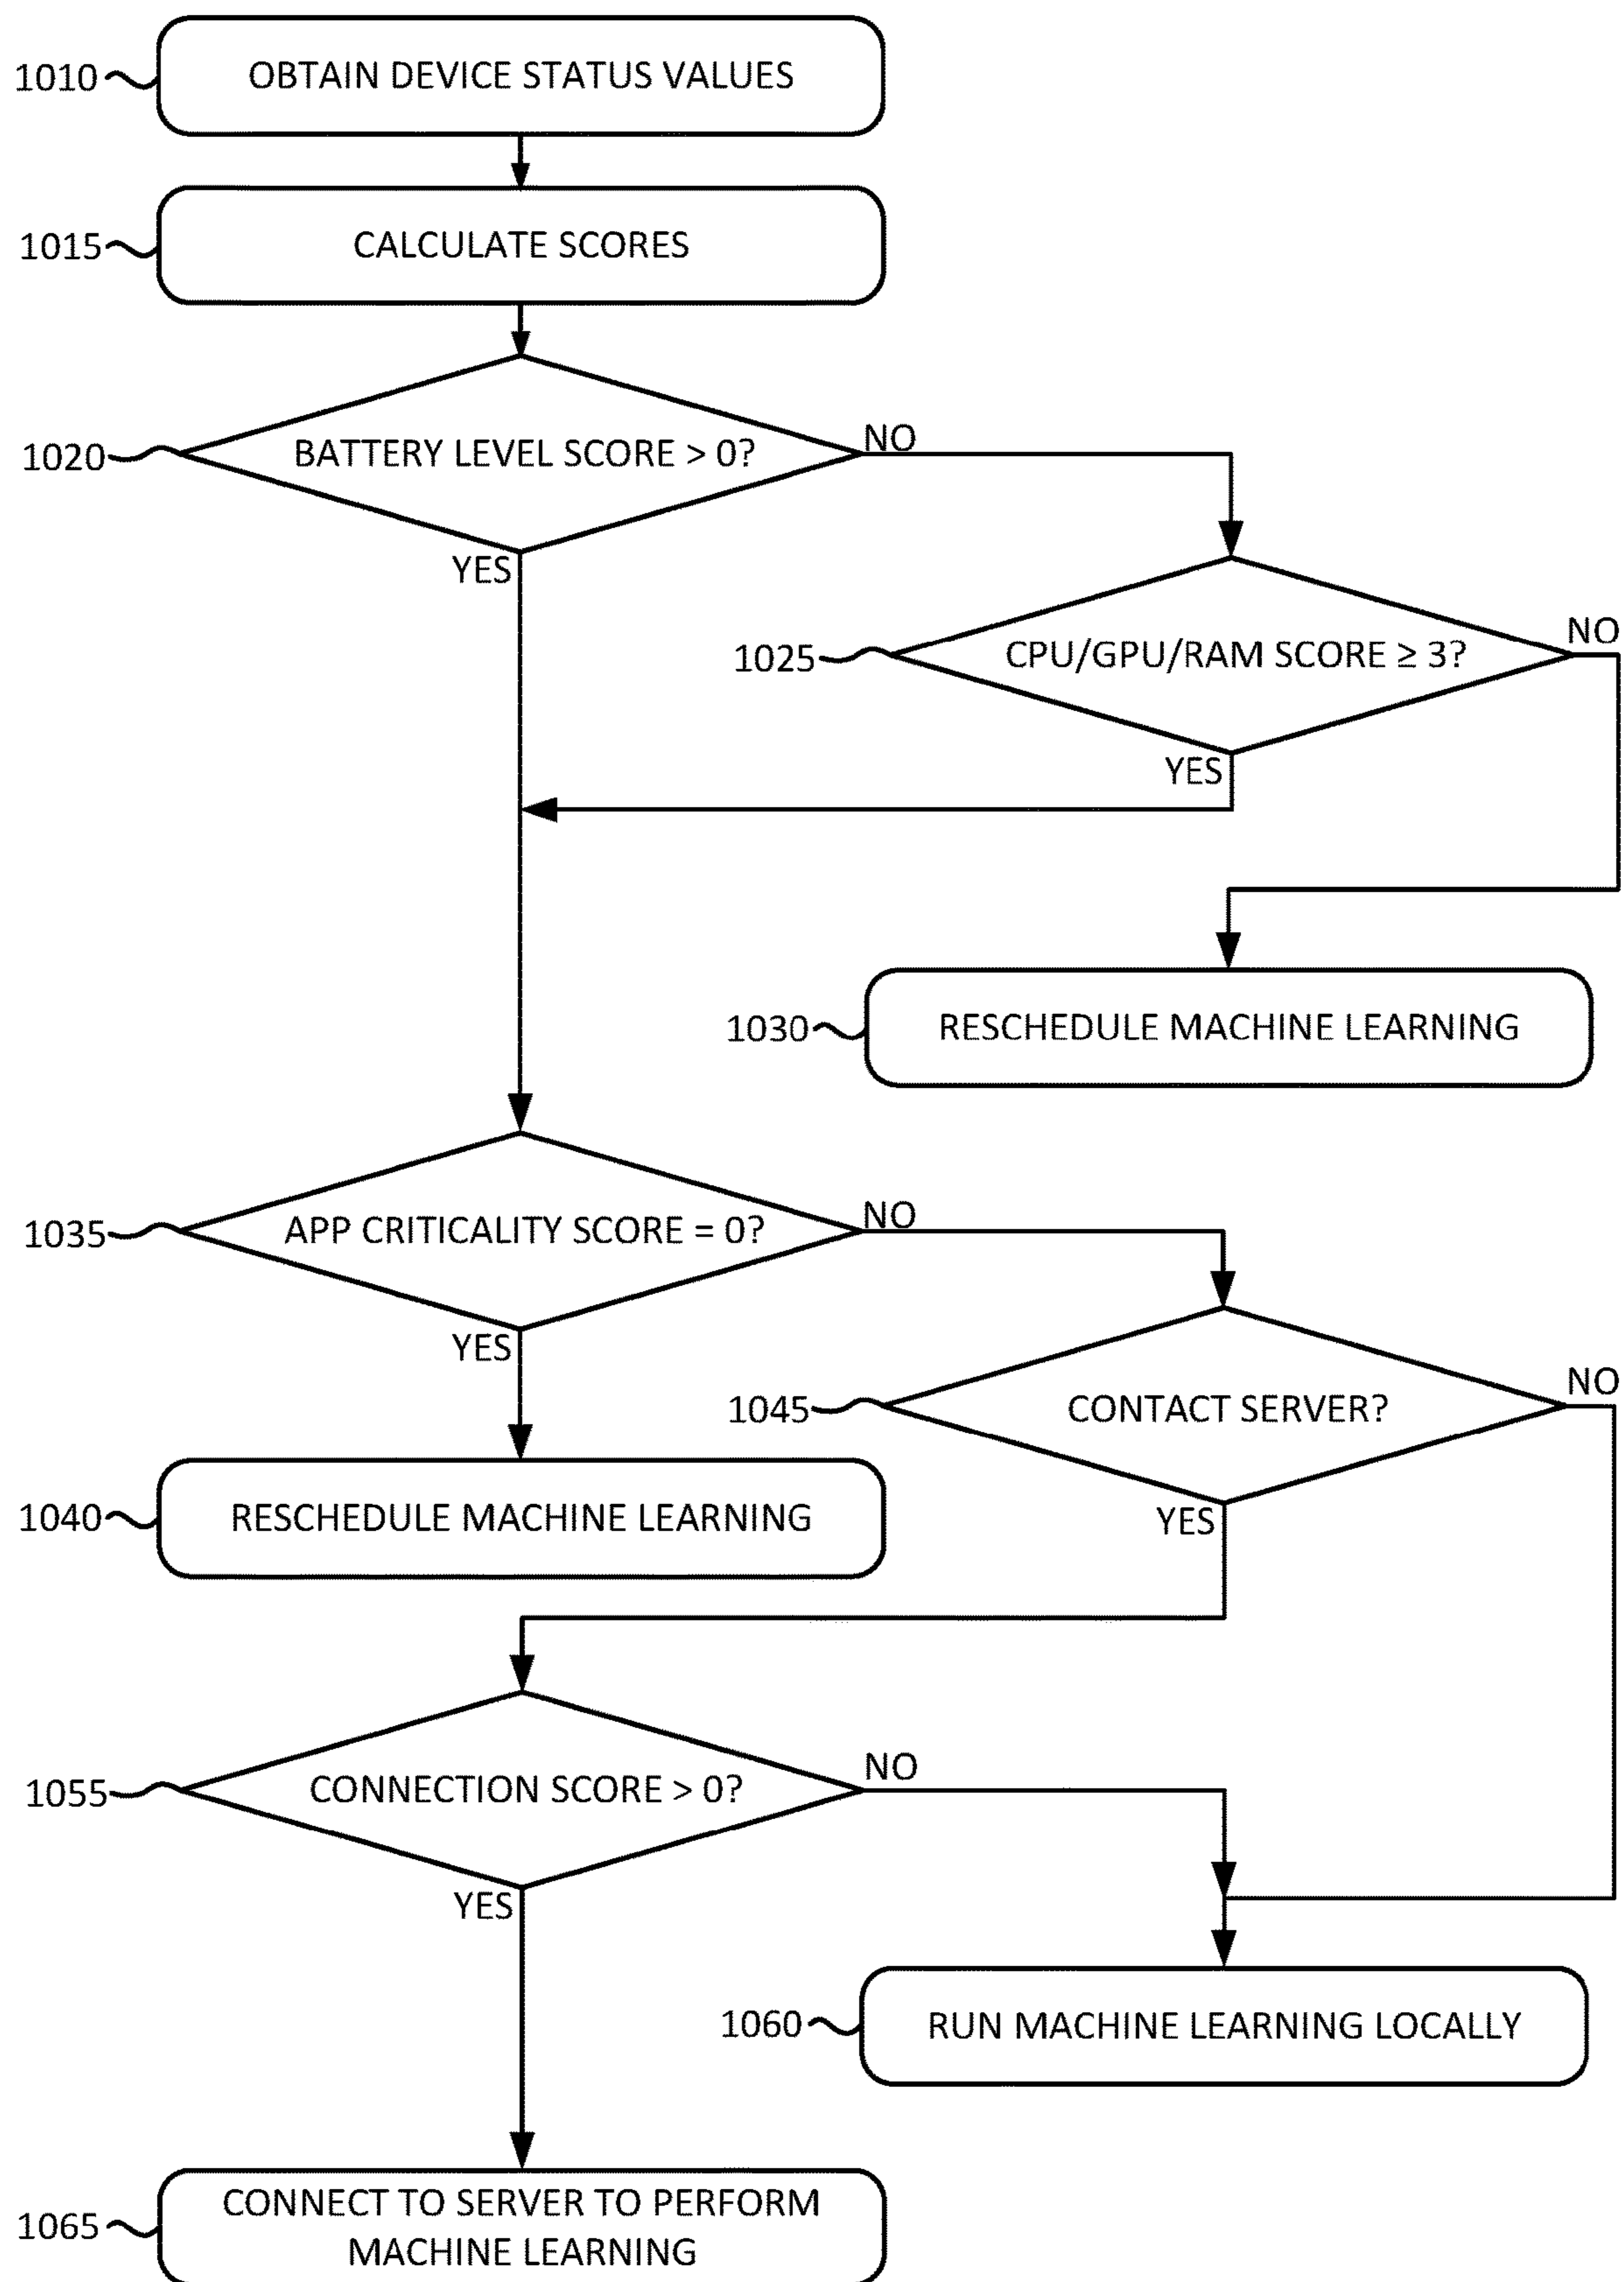 1010
OBTAIN DEVICE STATUS VALUES
1015
CALCULATE SCORES
1020
BATTERY LEVEL SCORE > 0?
NO
YES
1025
CPU/GPU/RAM SCORE ≥ 3?
NO
YES
1030
RESCHEDULE MACHINE LEARNING
1035
APP CRITICALITY SCORE = 0?
NO
YES
1040
RESCHEDULE MACHINE LEARNING
1045
CONTACT SERVER?
NO
YES
1055
CONNECTION SCORE > 0?
NO
YES
1060
RUN MACHINE LEARNING LOCALLY
1065
CONNECT TO SERVER TO PERFORM
MACHINE LEARNING